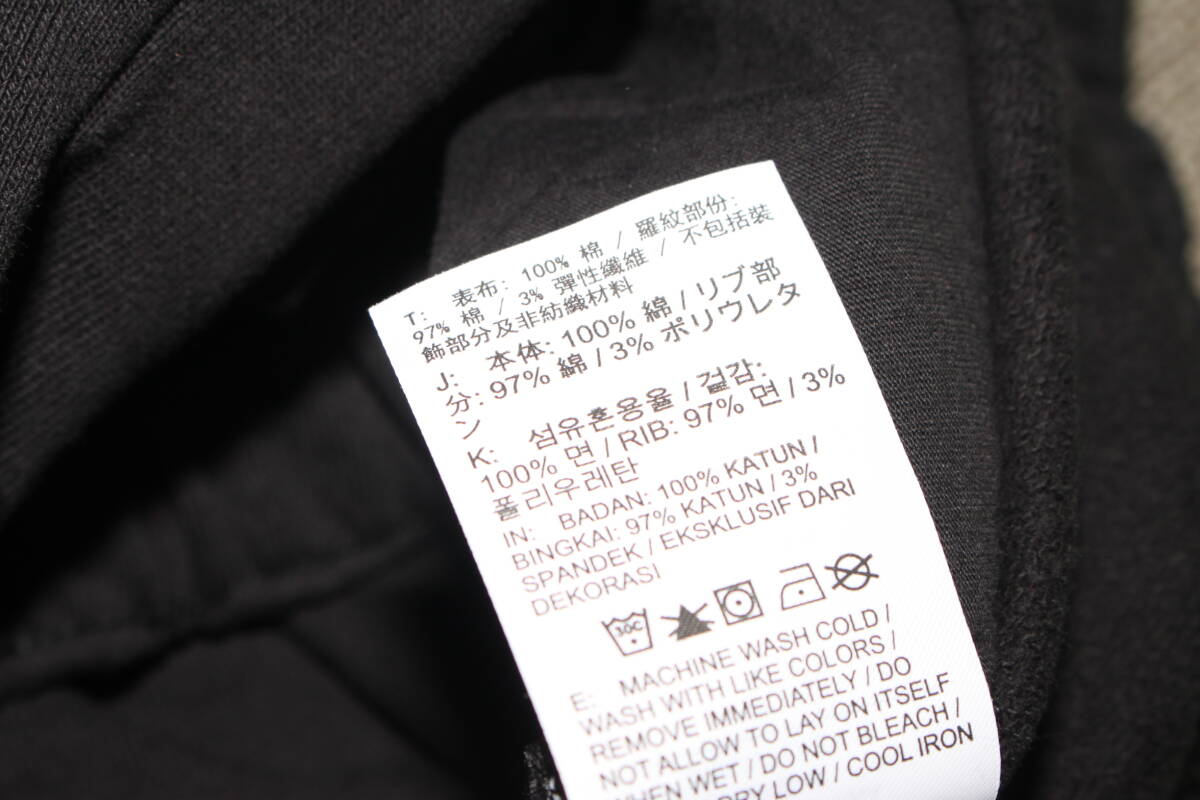 T: 表布: 100% 棉 / 羅紋部份:
97% 棉 / 3% 彈性纖維 / 不包括裝
飾部分及非紡織材料
J: 本体: 100% 綿 / リブ部
分: 97% 綿 / 3% ポリウレタ
ン
K: 섬유혼용율 / 겉감:
100% 면 / RIB: 97% 면 / 3%
폴리우레탄
IN: BADAN: 100% KATUN /
BINGKAI: 97% KATUN / 3%
SPANDEK / EKSKLUSIF DARI
DEKORASI
30C
E: MACHINE WASH COLD /
WASH WITH LIKE COLORS /
REMOVE IMMEDIATELY / DO
NOT ALLOW TO LAY ON ITSELF
WHEN WET / DO NOT BLEACH /
DRY LOW / COOL IRON